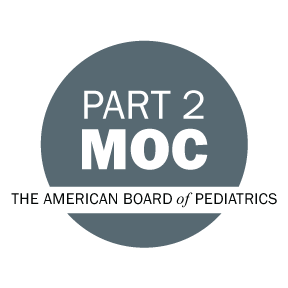 PART 2
MOC
THE AMERICAN BOARD of PEDIATRICS